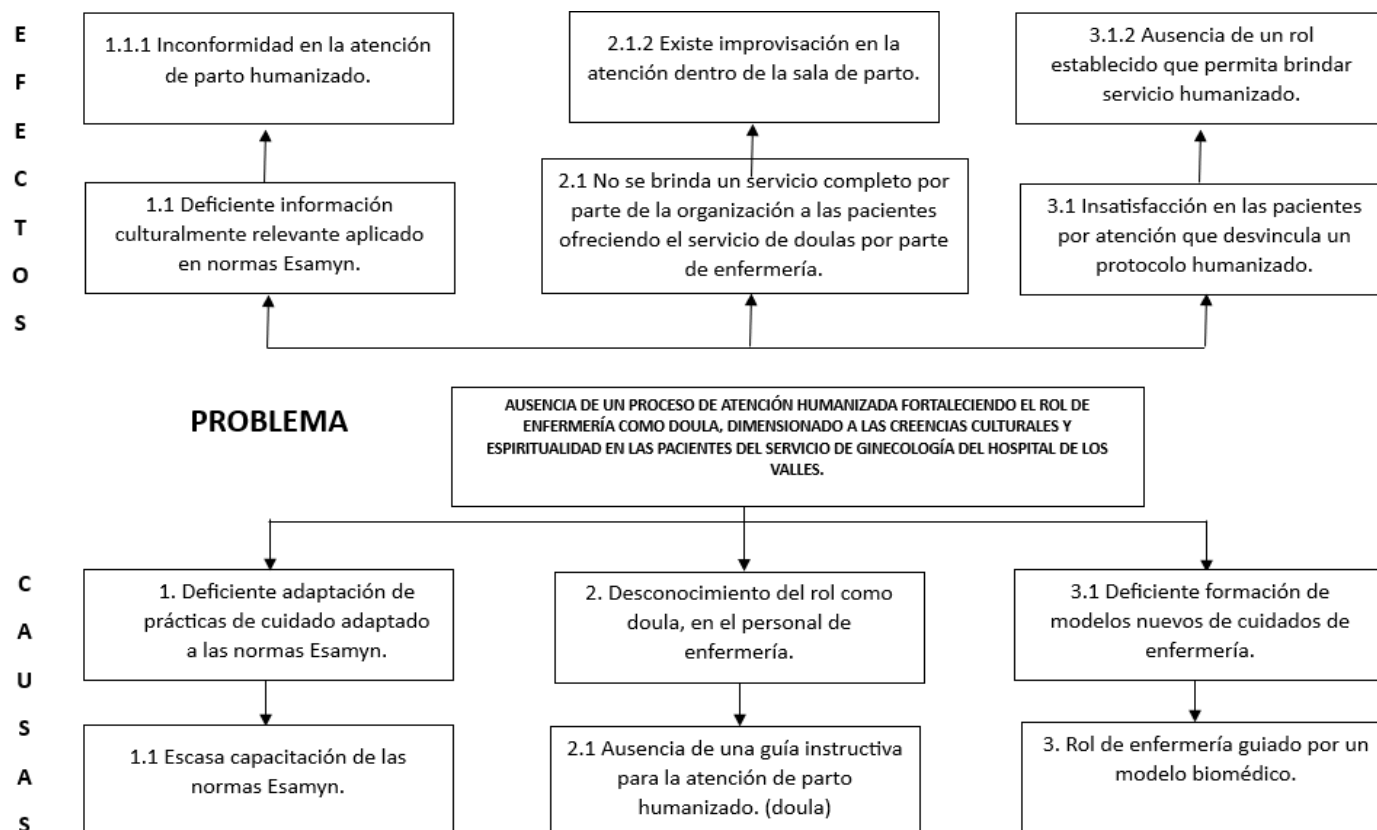 EFECTOS
1.1.1 Inconformidad en la atención
de parto humanizado.
2.1.2 Existe improvisación en la
atención dentro de la sala de parto.
3.1.2 Ausencia de un rol
establecido que permita brindar
servicio humanizado.
1.1 Deficiente información
culturalmente relevante aplicado
en normas Esamyn.
2.1 No se brinda un servicio completo por
parte de la organización a las pacientes
ofreciendo el servicio de doulas por parte
de enfermería.
3.1 Insatisfacción en las pacientes
por atención que desvincula un
protocolo humanizado.
PROBLEMA
AUSENCIA DE UN PROCESO DE ATENCIÓN HUMANIZADA FORTALECIENDO EL ROL DE
ENFERMERÍA COMO DOULA, DIMENSIONADO A LAS CREENCIAS CULTURALES Y
ESPIRITUALIDAD EN LAS PACIENTES DEL SERVICIO DE GINECOLOGÍA DEL HOSPITAL DE LOS
VALLES.
CAUSAS
1. Deficiente adaptación de
prácticas de cuidado adaptado
a las normas Esamyn.
2. Desconocimiento del rol como
doula, en el personal de
enfermería.
3.1 Deficiente formación de
modelos nuevos de cuidados de
enfermería.
1.1 Escasa capacitación de las
normas Esamyn.
2.1 Ausencia de una guía instructiva
para la atención de parto
humanizado. (doula)
3. Rol de enfermería guiado por un
modelo biomédico.